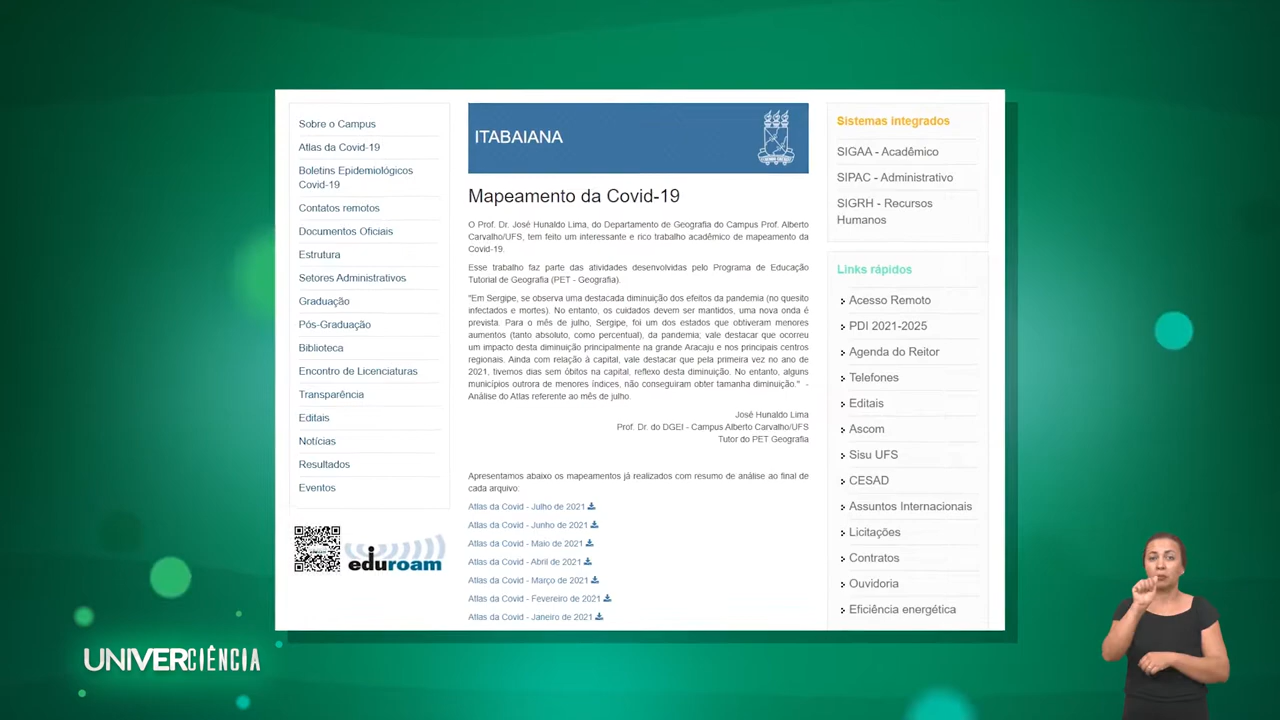 Sobre o Campus
Atlas da Covid-19
Boletins Epidemiológicos
Covid-19
Contatos remotos
Documentos Oficiais
Estrutura
Setores Administrativos
Graduação
Pós-Graduação
Biblioteca
Encontro de Licenciaturas
Transparência
Editais
Notícias
Resultados
Eventos
eduroam
ITABAIANA
Mapeamento da Covid-19
O Prof. Dr. José Hunaldo Lima, do Departamento de Geografia do Campus Prof. Alberto
Carvalho/UFS, tem feito um interessante e rico trabalho acadêmico de mapeamento da
Covid-19.
Esse trabalho faz parte das atividades desenvolvidas pelo Programa de Educação
Tutorial de Geografia (PET - Geografia).
"Em Sergipe, se observa uma destacada diminuição dos efeitos da pandemia (no quesito
infectados e mortes). No entanto, os cuidados devem ser mantidos, uma nova onda é
prevista. Para o mês de julho, Sergipe, foi um dos estados que obtiveram menores
aumentos (tanto absoluto, como percentual), da pandemia, vale destacar que ocorreu
um impacto desta diminuição principalmente na grande Aracaju e nos principais centros
regionais. Ainda com relação à capital, vale destacar que pela primeira vez no ano de
2021, tivemos dias sem óbitos na capital, reflexo desta diminuição. No entanto, alguns
municípios outrora de menores índices, não conseguiram obter tamanha diminuição." -
Análise do Atlas referente ao mês de julho.
José Hunaldo Lima
Prof. Dr. do DGEI - Campus Alberto Carvalho/UFS
Tutor do PET Geografia
Apresentamos abaixo os mapeamentos já realizados com resumo de análise ao final de
cada arquivo:
Atlas da Covid - Julho de 2021
Atlas da Covid - Junho de 2021
Atlas da Covid - Maio de 2021
Atlas da Covid - Abril de 2021
Atlas da Covid - Março de 2021
Atlas da Covid - Fevereiro de 2021
Atlas da Covid - Janeiro de 2021
Sistemas integrados
SIGAA - Acadêmico
SIPAC - Administrativo
SIGRH - Recursos
Humanos
Links rápidos
Acesso Remoto
PDI 2021-2025
Agenda do Reitor
Telefones
Editais
Ascom
Sisu UFS
CESAD
Assuntos Internacionais
Licitações
Contratos
Ouvidoria
Eficiência energética
UNIVERCIÊNCIA